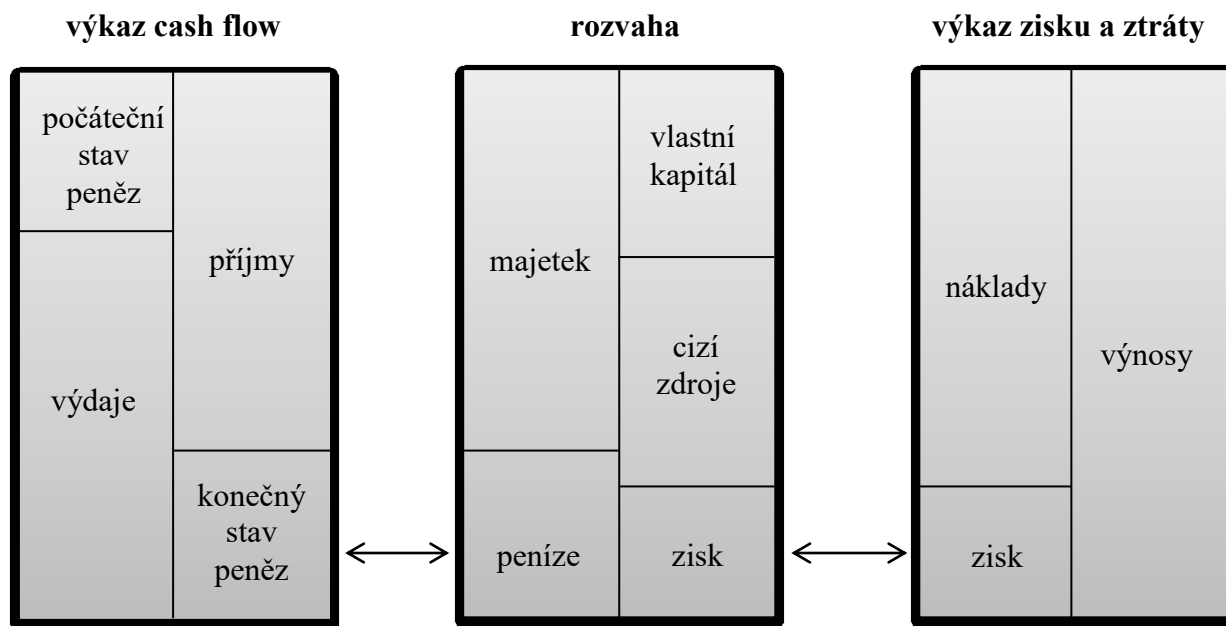 výkaz cash flow
počáteční
stav
peněz
příjmy
výdaje
konečný
stav
peněz
rozvaha
vlastní
kapitál
majetek
cizí
zdroje
peníze
zisk
výkaz zisku a ztráty
náklady
výnosy
zisk